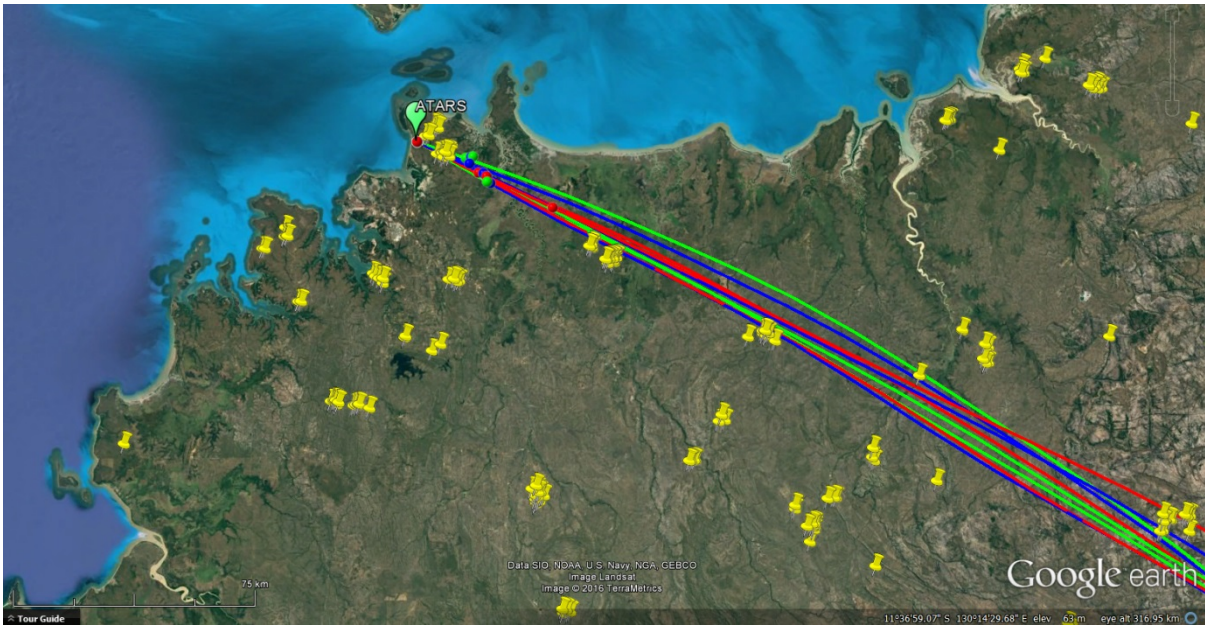 ATARS
Data SIO, NOAA, U.S. Navy, NGA, GEBCO
Image Landsat
Image © 2016 TerraMetrics
Google earth
75 km
Tour Guide
11°36'59.07" S 130°14'29.68" E elev 63 m eye alt 316.95 km